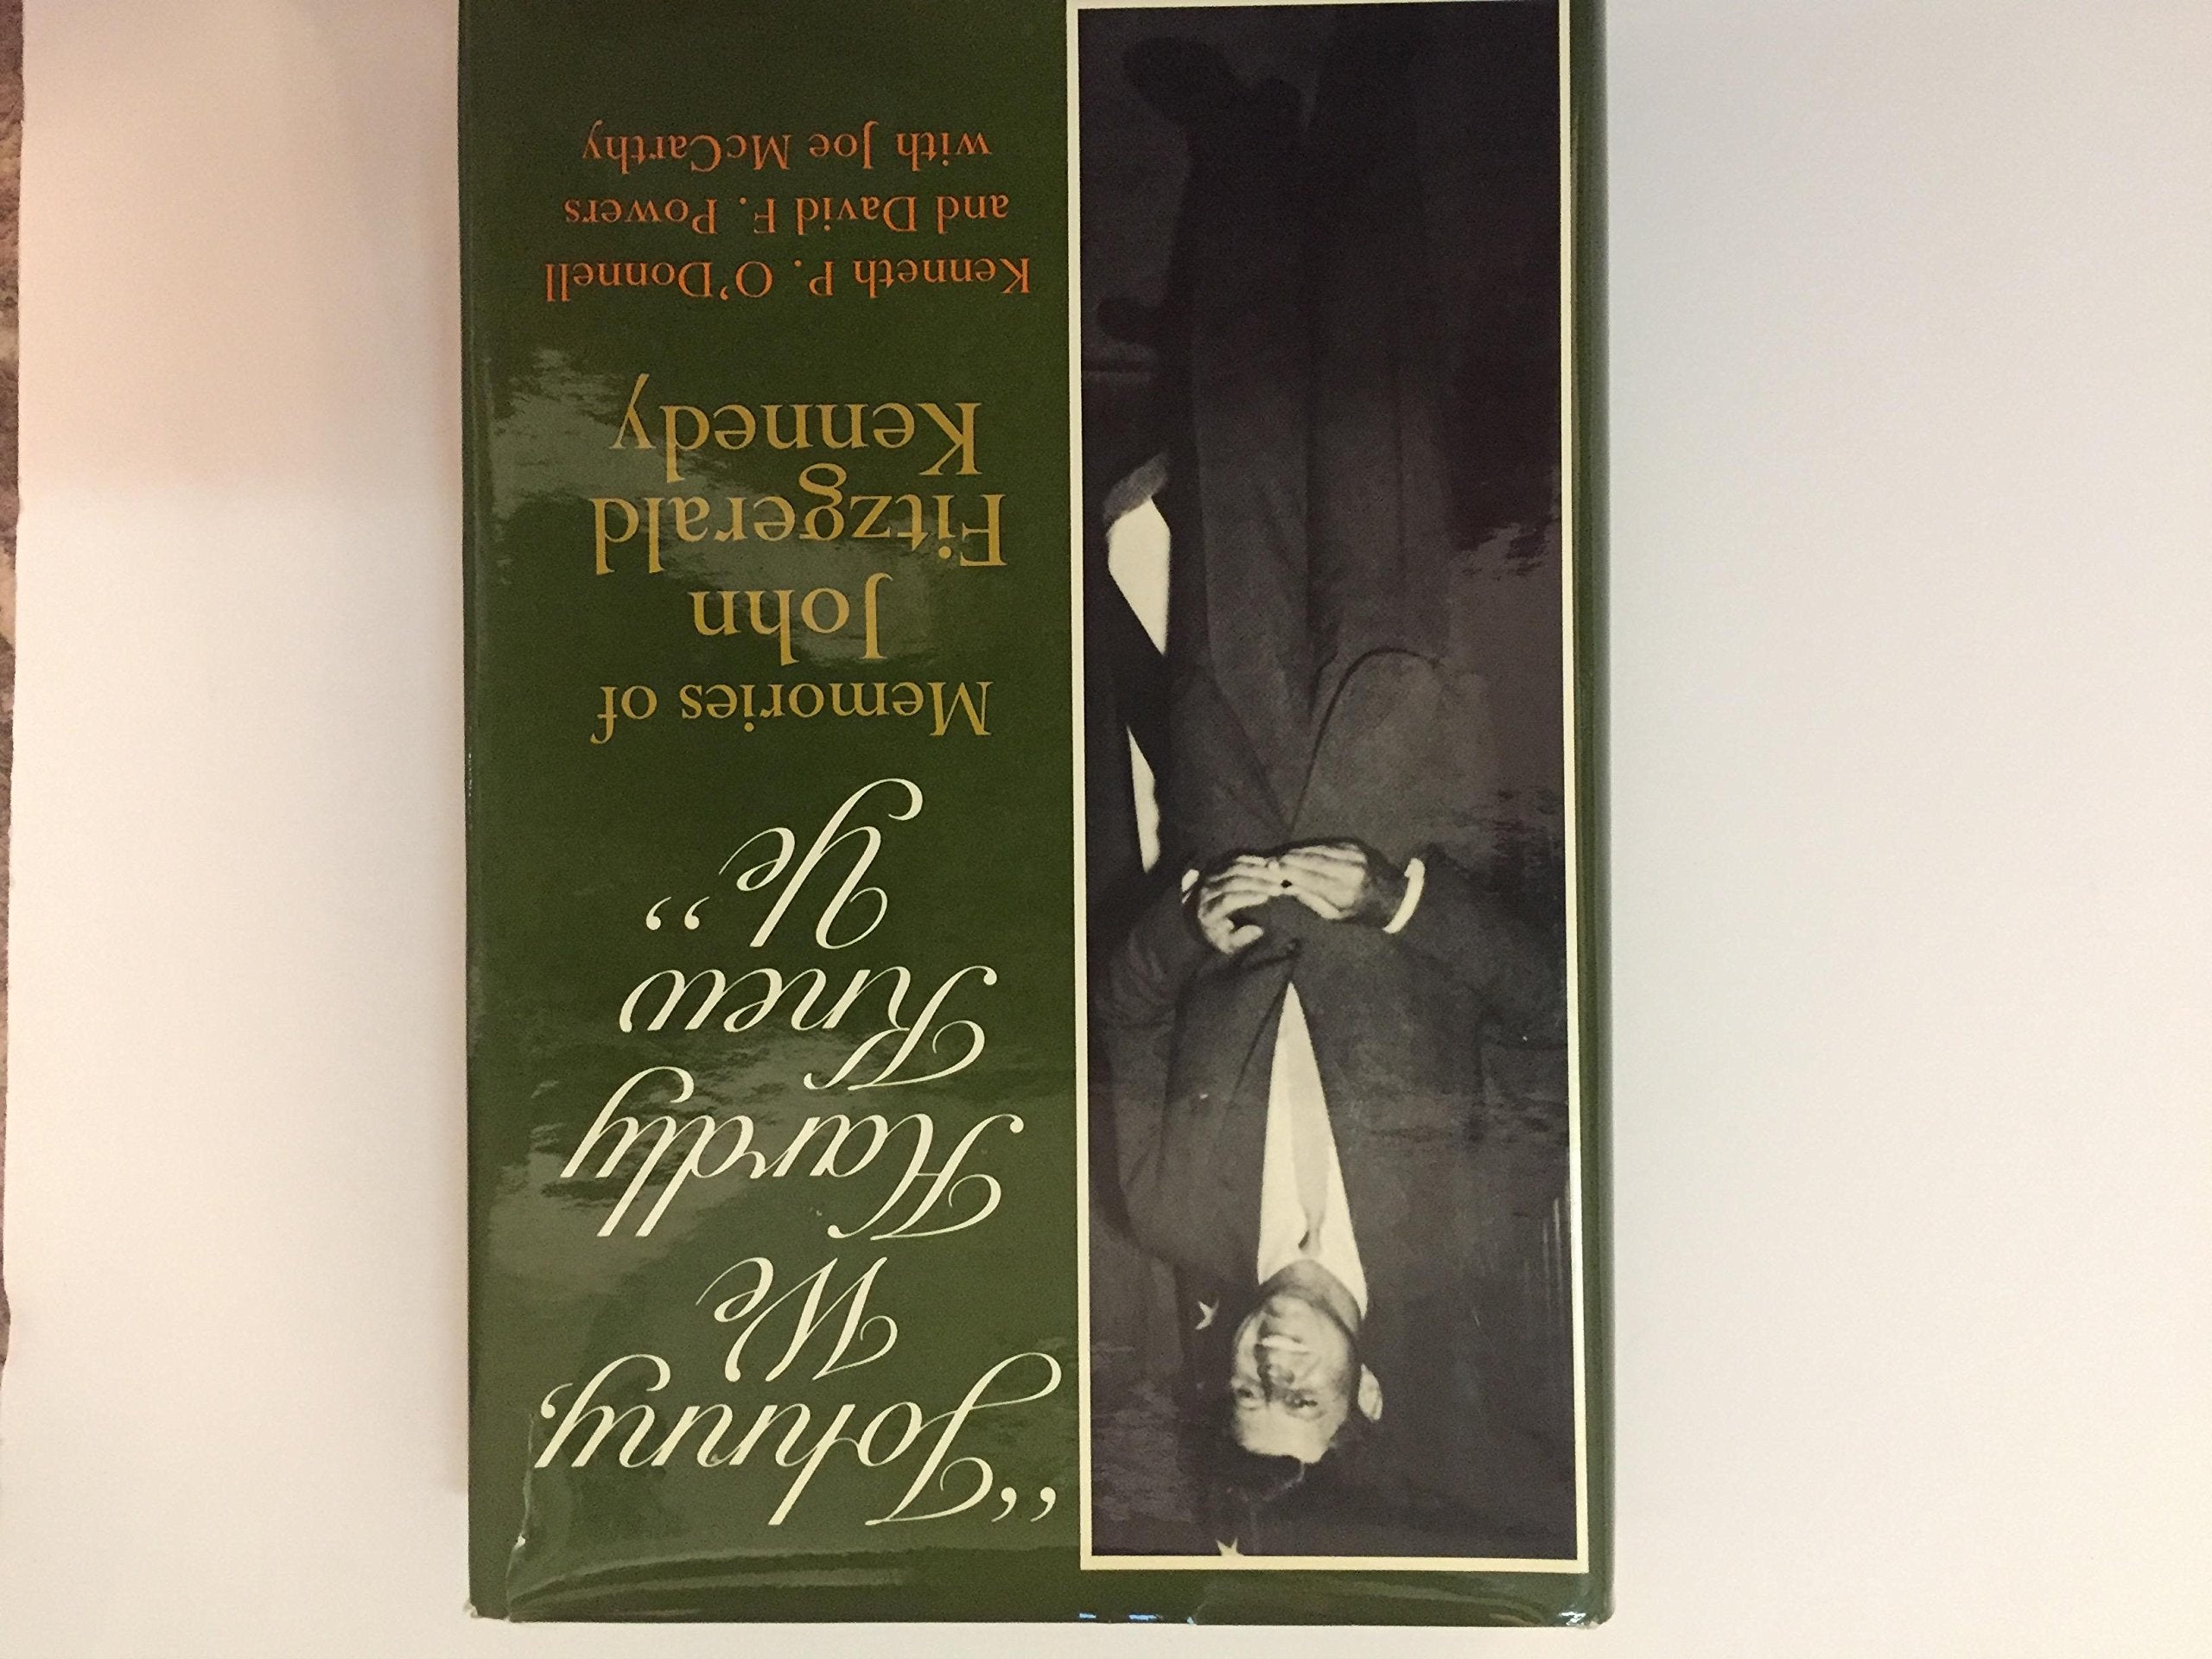 “Johnny,
We
Hardly
Knew
Ye”
Memories of
John
Fitzgerald
Kennedy
Kenneth P. O’Donnell
and David F. Powers
with Joe McCarthy